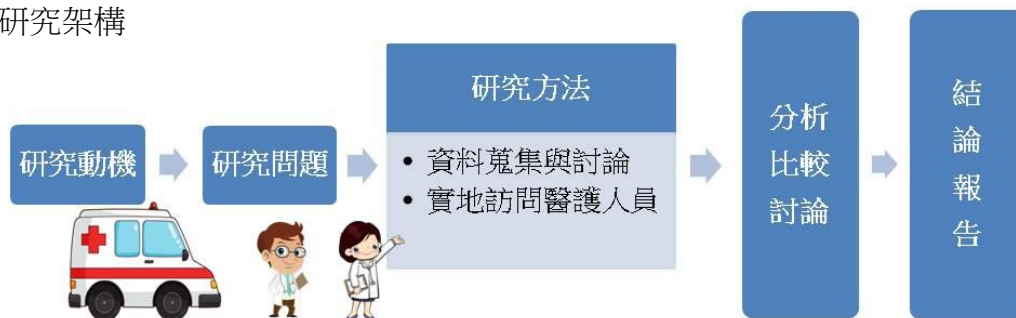 研究架構
研究動機
研究問題
研究方法
• 資料蒐集與討論
• 實地訪問醫護人員
分析
比較
討論
結
論
報
告